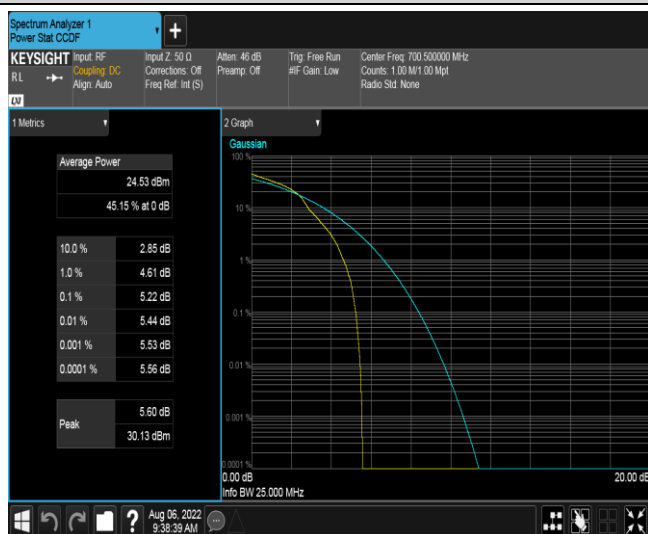 Spectrum Analyzer 1
Power Stat CCDF
+
KEYSIGHT
RL
LXI
Input: RF
Coupling: DC
Align: Auto
Input Z: 50 Ω
Corrections: Off
Freq Ref: Int (S)
Atten: 46 dB
Preamp: Off
Trig: Free Run
#IF Gain: Low
Center Freq: 700.500000 MHz
Counts: 1.00 M/1.00 Mpt
Radio Std: None
1 Metrics
Average Power
24.53 dBm
45.15 % at 0 dB
10.0 % 2.85 dB
1.0 % 4.61 dB
0.1 % 5.22 dB
0.01 % 5.44 dB
0.001 % 5.53 dB
0.0001 % 5.56 dB
Peak
5.60 dB
30.13 dBm
2 Graph
Gaussian
100 %
10 %
1 %
0.1 %
0.01 %
0.001 %
0.0001 %
0.00 dB
20.00 dB
Info BW 25.000 MHz
?
Aug 06, 2022
9:38:39 AM